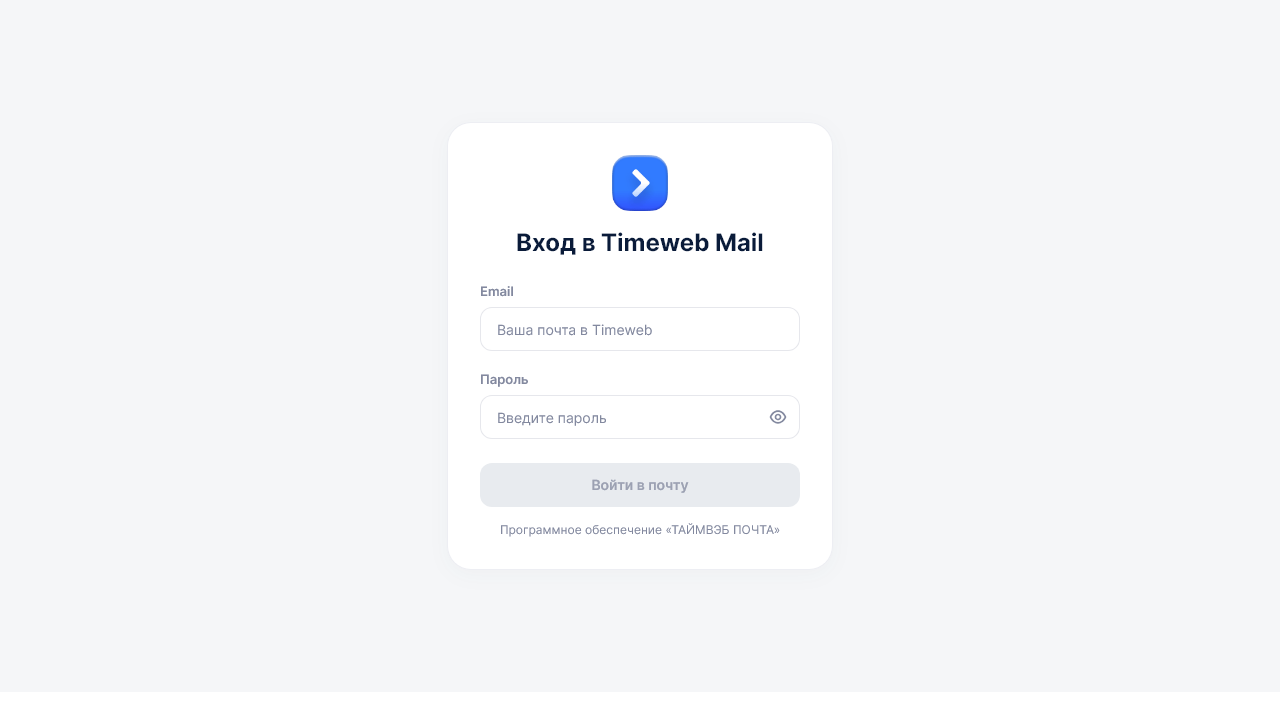 Вход в Timeweb Mail
Email
Ваша почта в Timeweb
Пароль
Введите пароль
Войти в почту
Программное обеспечение «ТАЙМВЭБ ПОЧТА»